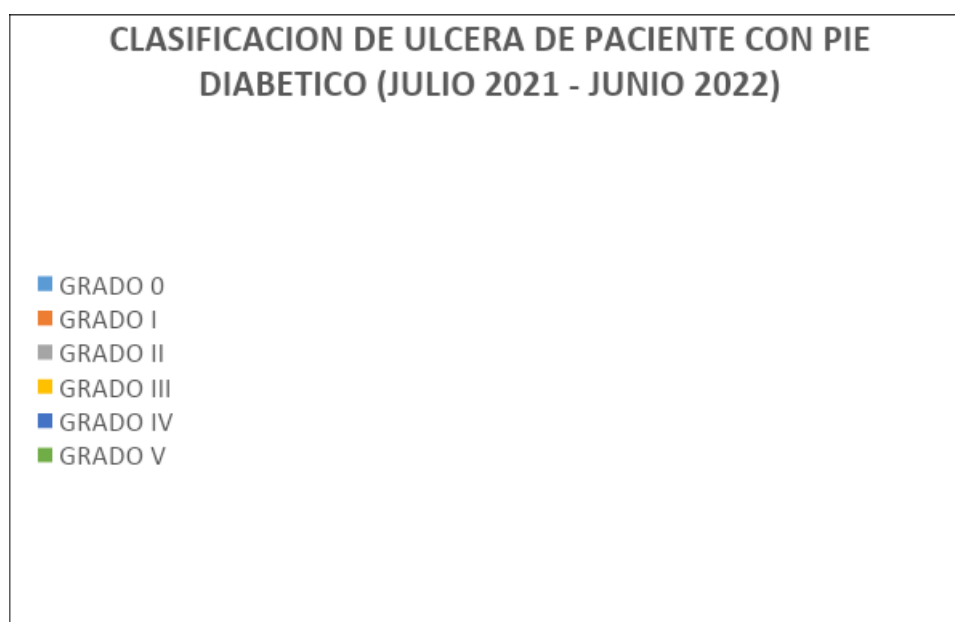 CLASIFICACION DE ULCERA DE PACIENTE CON PIE
DIABETICO (JULIO 2021 - JUNIO 2022)
GRADO 0
GRADO I
GRADO II
GRADO III
GRADO IV
GRADO V